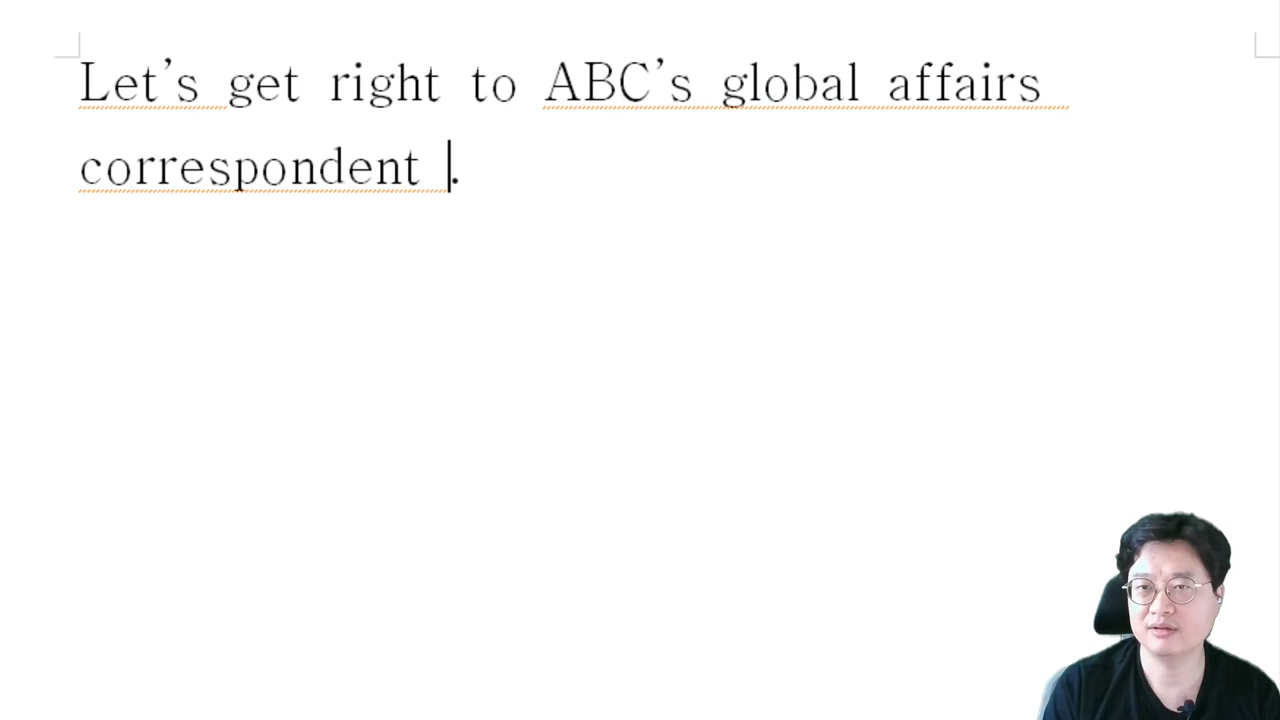 Let’s get right to ABC’s global affairs
correspondent .